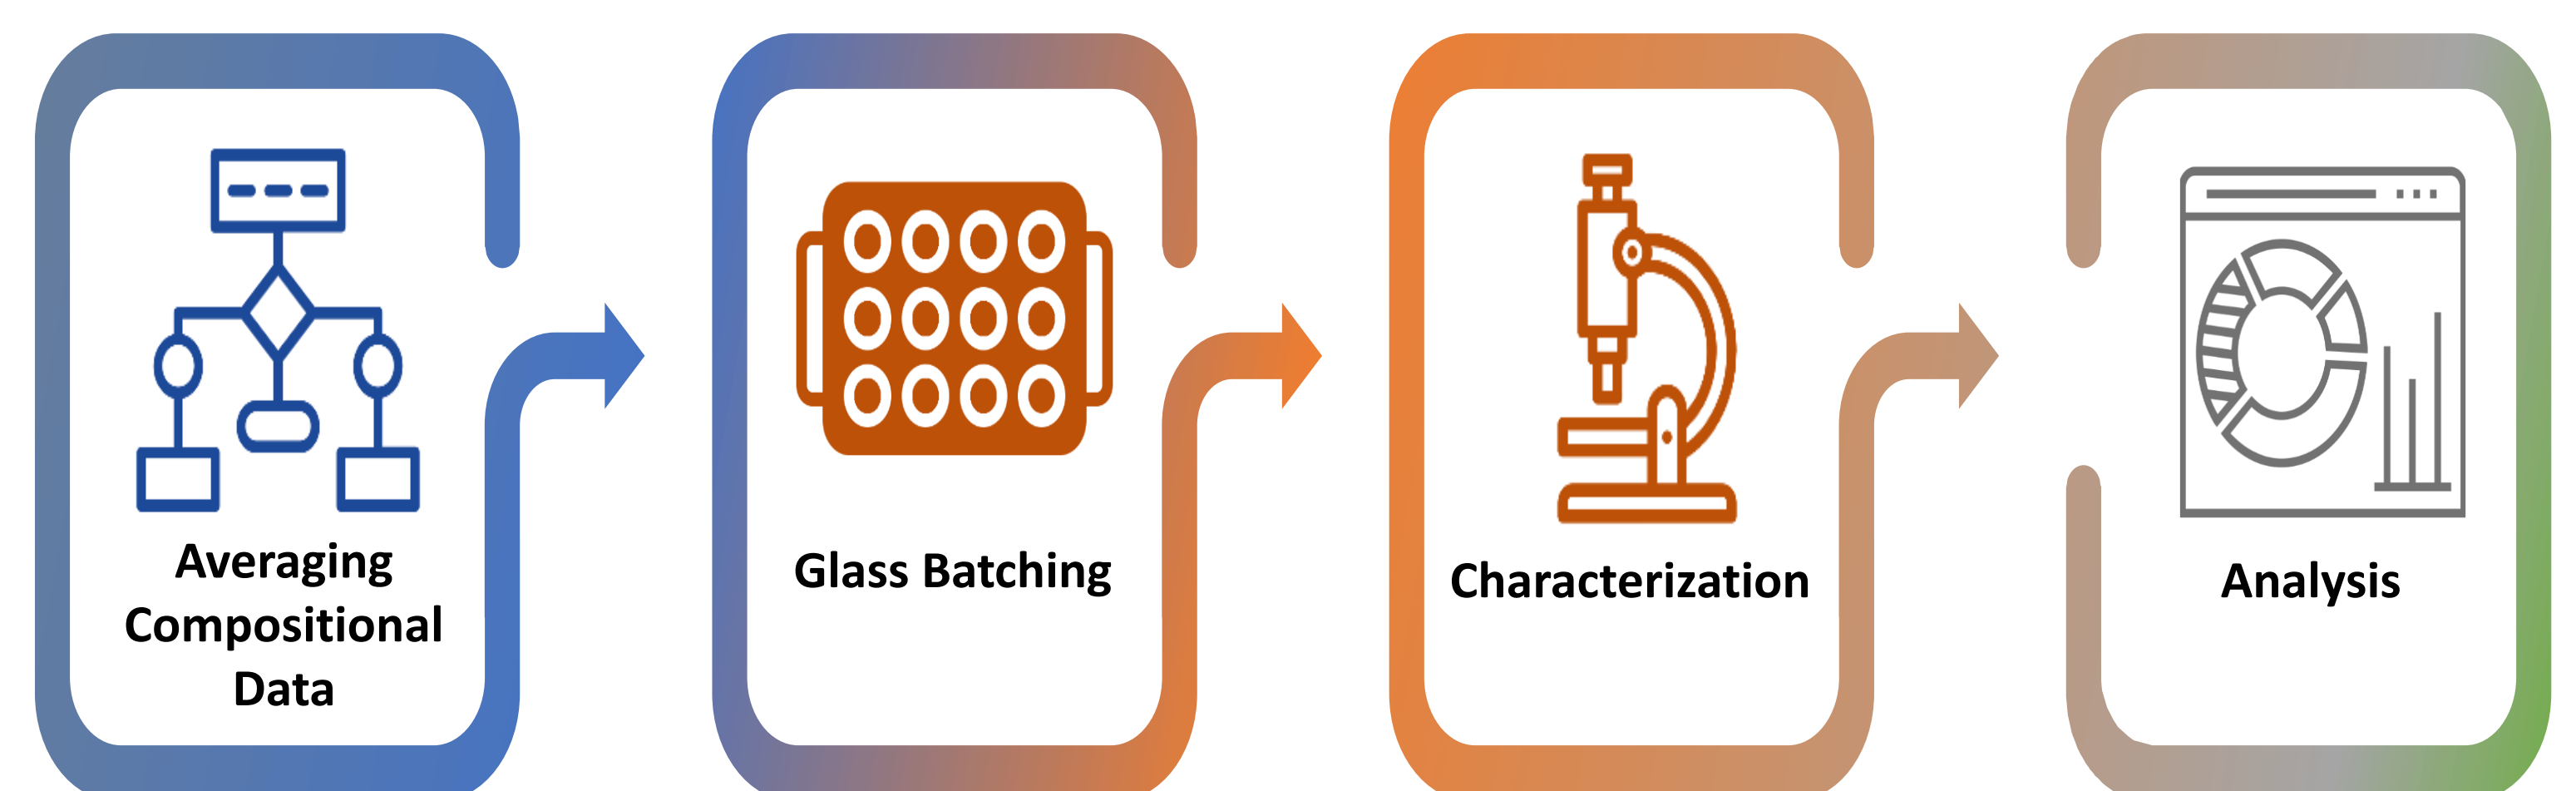 Averaging
Compositional
Data
Glass Batching
Characterization
Analysis